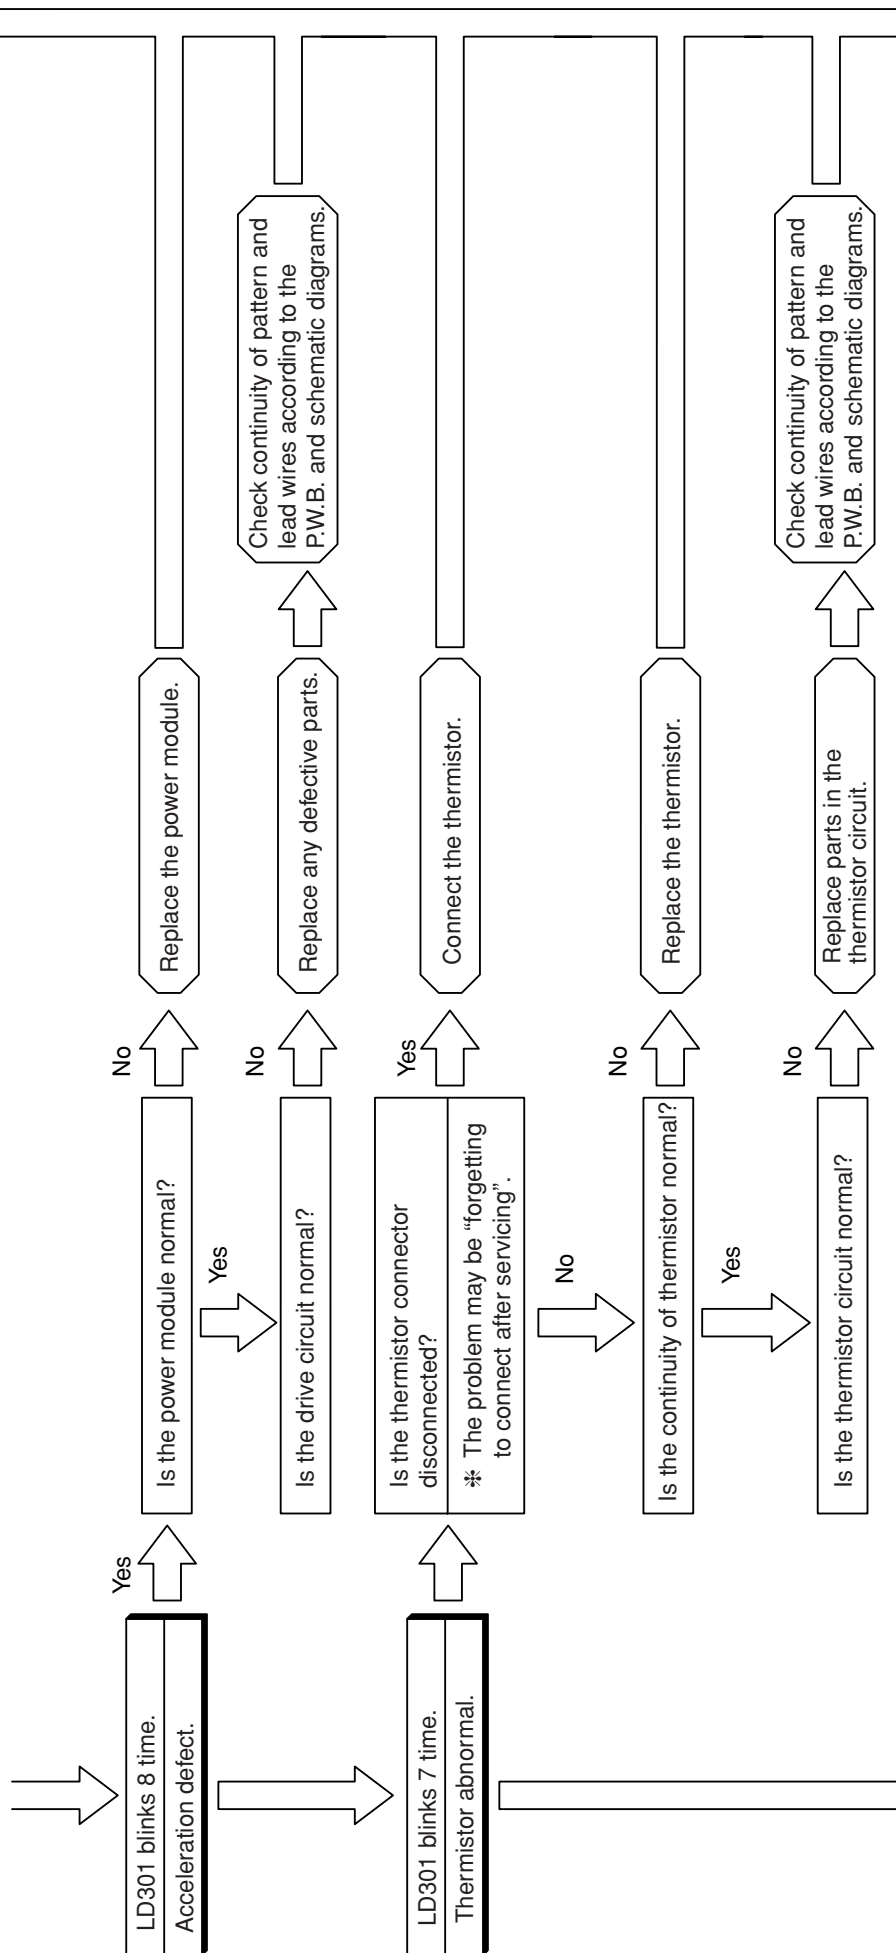 LD301 blinks 8 time.
Acceleration defect.
Yes
Is the power module normal?
No
Replace the power module.
Yes
Is the drive circuit normal?
No
Replace any defective parts.
Check continuity of pattern and
lead wires according to the
P.W.B. and schematic diagrams.
LD301 blinks 7 time.
Thermistor abnormal.
Is the thermistor connector
disconnected?
❇ The problem may be “forgetting
to connect after servicing”.
Yes
Connect the thermistor.
No
Is the continuity of thermistor normal?
No
Replace the thermistor.
Yes
Is the thermistor circuit normal?
No
Replace parts in the
thermistor circuit.
Check continuity of pattern and
lead wires according to the
P.W.B. and schematic diagrams.